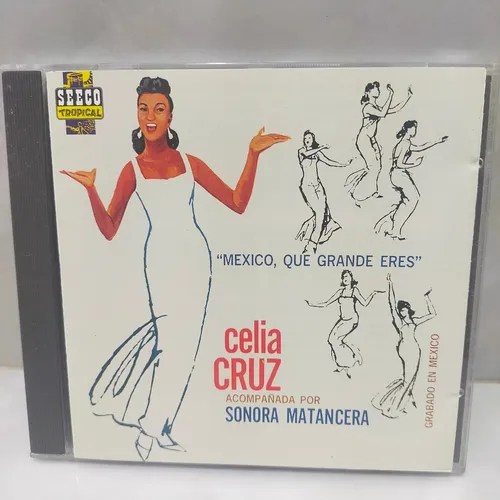 SEECO
TROPICAL
"MEXICO, QUE GRANDE ERES"
celia
CRUZ
ACOMPAÑADA POR
SONORA MATANCERA
GRABADO EN MEXICO